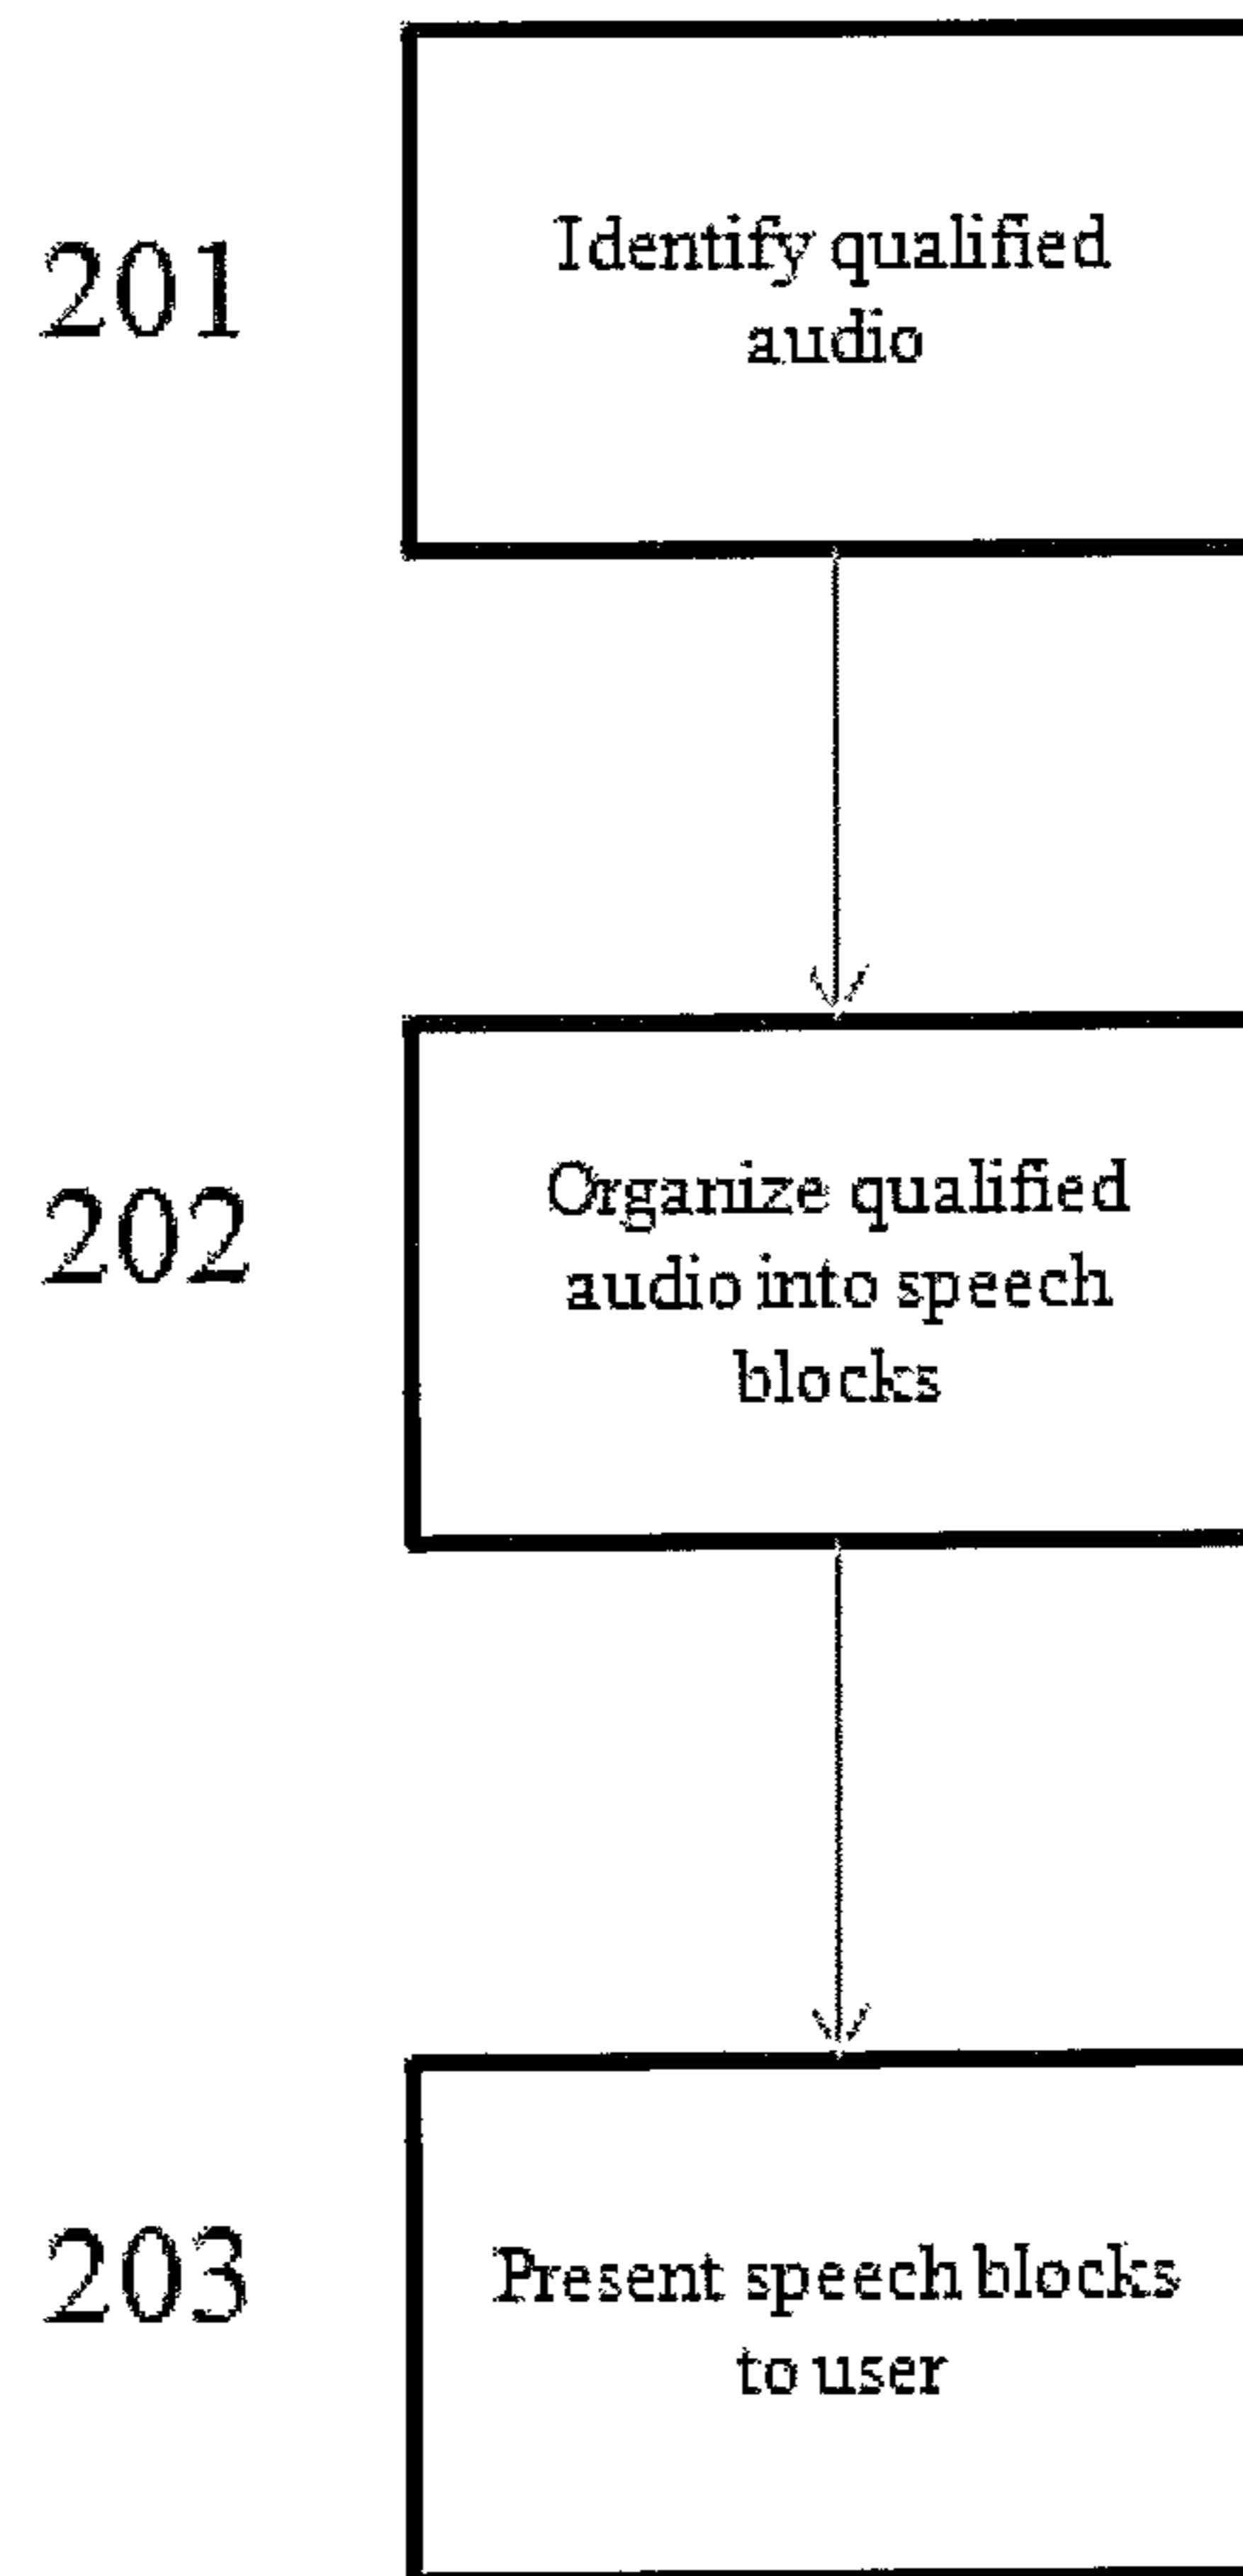 201
Identify qualified
audio
202
Organize qualified
audio into speech
blocks
203
Present speech blocks
to user